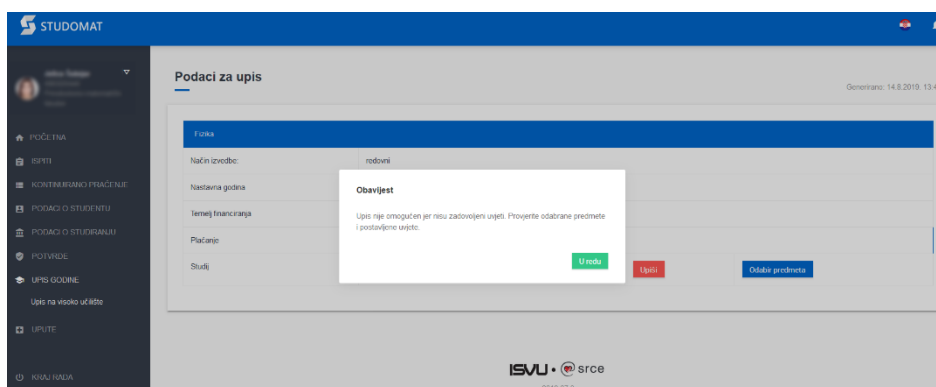 STUDOMAT
Podaci za upis
Generirano: 14.8.2019. 13:4
POČETNA
ISPITI
KONTINUIRANO PRAĆENJE
PODACI O STUDENTU
PODACI O STUDIRANJU
POTVRDE
UPIS GODINE
Upis na visoko učilište
UPUTE
KRAJ RADA
Fizika
Način izvedbe: redovni
Nastavna godina
Temelj financiranja
Plaćanje
Studij
Obavijest
Upis nije omogućen jer nisu zadovoljeni uvjeti. Provjerite odabrane predmete
i postavljene uvjete.
U redu
Upiši
Odabir predmeta
ISVU • srce